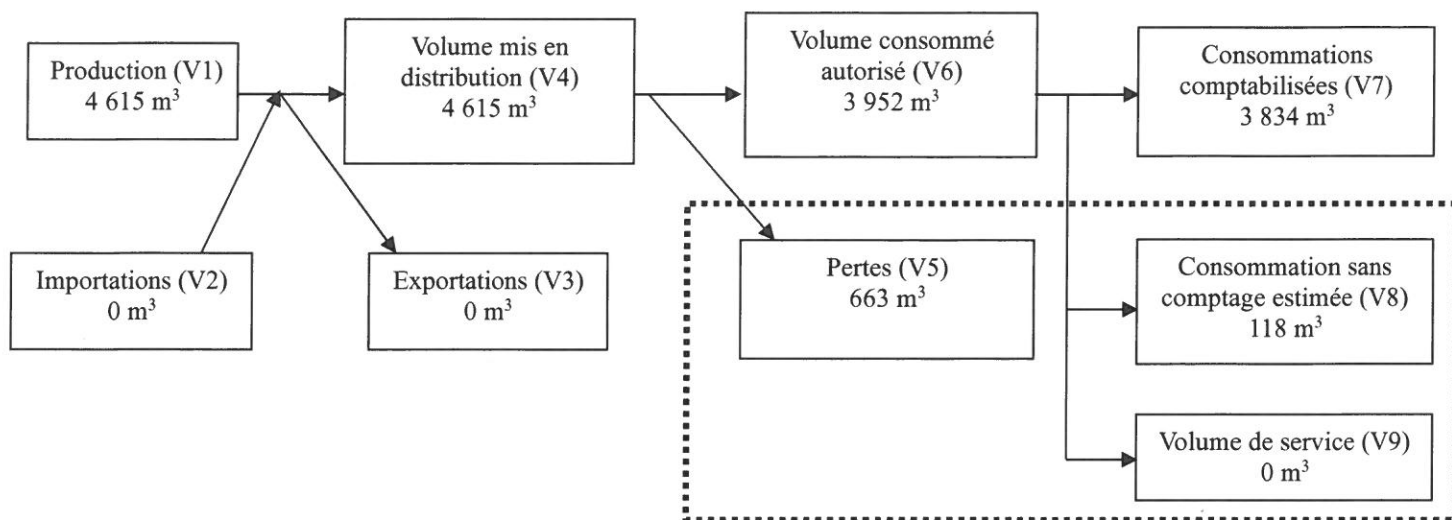 Production (V1)
4 615 m³
Volume mis en
distribution (V4)
4 615 m³
Volume consommé
autorisé (V6)
3 952 m³
Consommations
comptabilisées (V7)
3 834 m³
Importations (V2)
0 m³
Exportations (V3)
0 m³
Pertes (V5)
663 m³
Consommation sans
comptage estimée (V8)
118 m³
Volume de service (V9)
0 m³